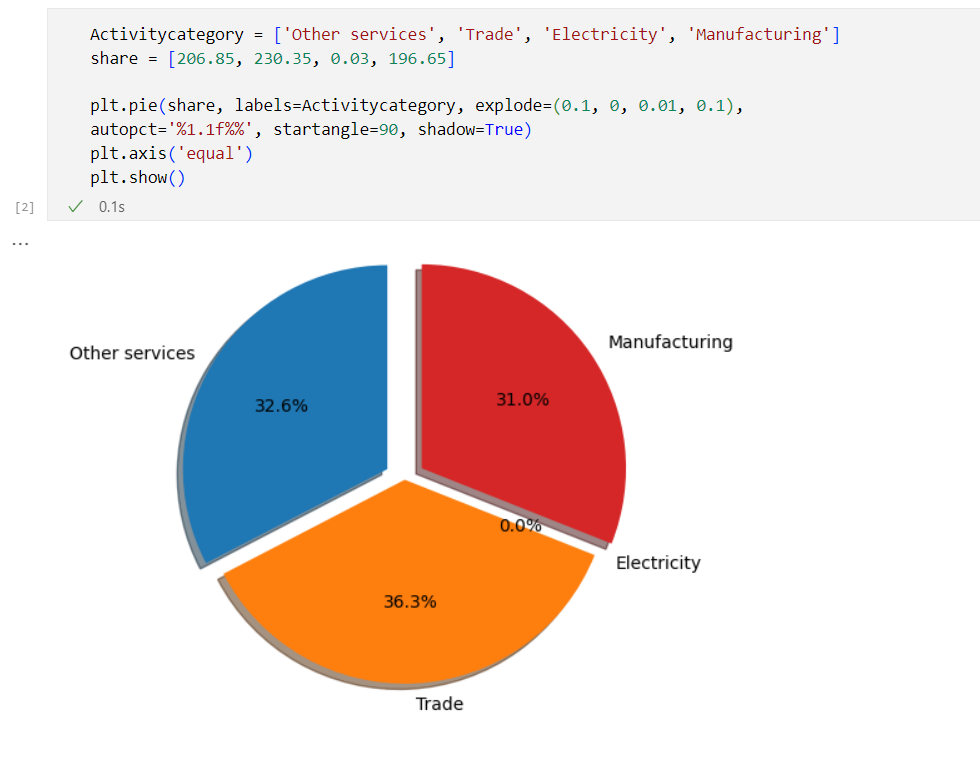 Activitycategory = ['Other services', 'Trade', 'Electricity', 'Manufacturing']
share = [206.85, 230.35, 0.03, 196.65]
plt.pie(share, labels=Activitycategory, explode=(0.1, 0, 0.01, 0.1),
autopct='%1.1f%%', startangle=90, shadow=True)
plt.axis('equal')
plt.show()
[2] ✓ 0.1s
...
Manufacturing
Other services
31.0%
32.6%
0.0%
Electricity
36.3%
Trade